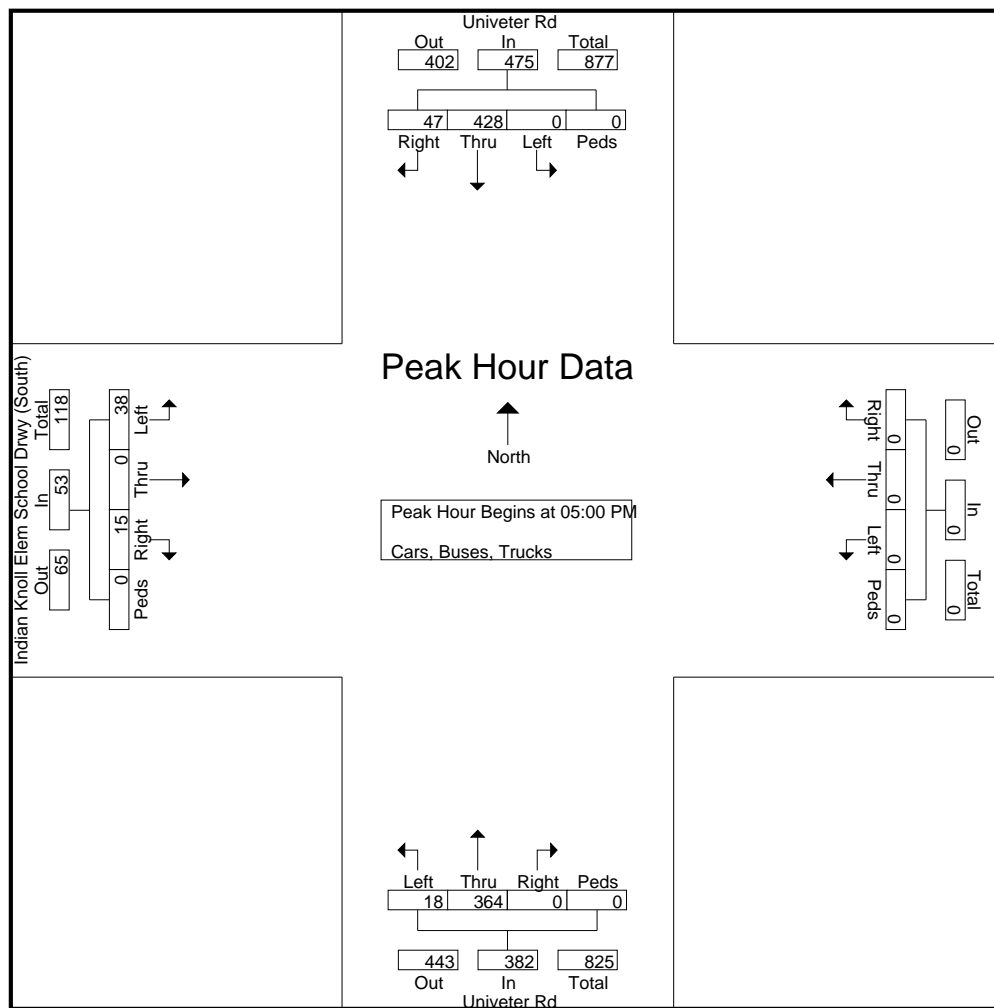 Univeter Rd
Out In Total
402 475 877
47 428 0 0
Right Thru Left Peds
Peak Hour Data
North
Peak Hour Begins at 05:00 PM
Cars, Buses, Trucks
Indian Knoll Elem School Drwy (South)
Out In Total
65 53 118
0 15 0 38
Peds Right Thru Left
Out In Total
0 0 0
0 0 0 0
Right Thru Left Peds
Left Thru Right Peds
18 364 0 0
443 382 825
Out In Total
Univeter Rd